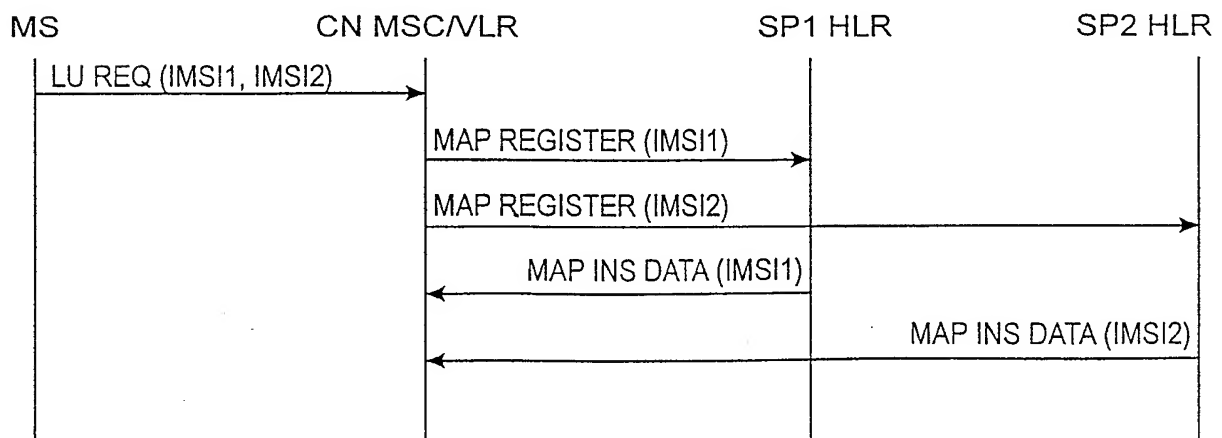 MS CN MSC/VLR SP1 HLR SP2 HLR
LU REQ (IMSI1, IMSI2)
MAP REGISTER (IMSI1)
MAP REGISTER (IMSI2)
MAP INS DATA (IMSI1)
MAP INS DATA (IMSI2)